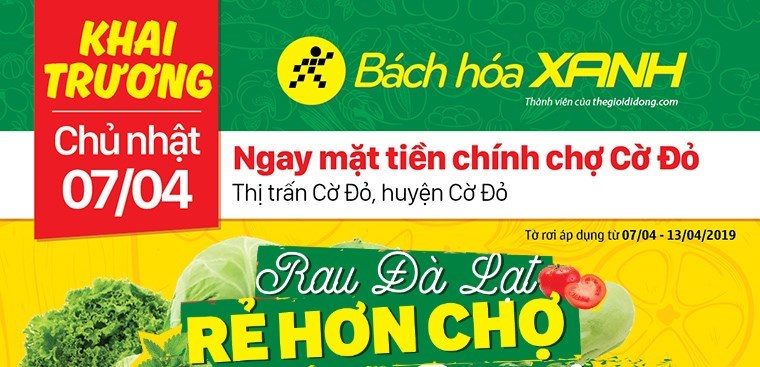 KHAI
TRƯƠNG
Chủ nhật
07/04
Bách hóa XANH
Thành viên của thegioididong.com
Ngay mặt tiền chính chợ Cờ Đỏ
Thị trấn Cờ Đỏ, huyện Cờ Đỏ
Tờ rơi áp dụng từ 07/04 - 13/04/2019
Rau Đà Lạt
RẺ HƠN CHỢ